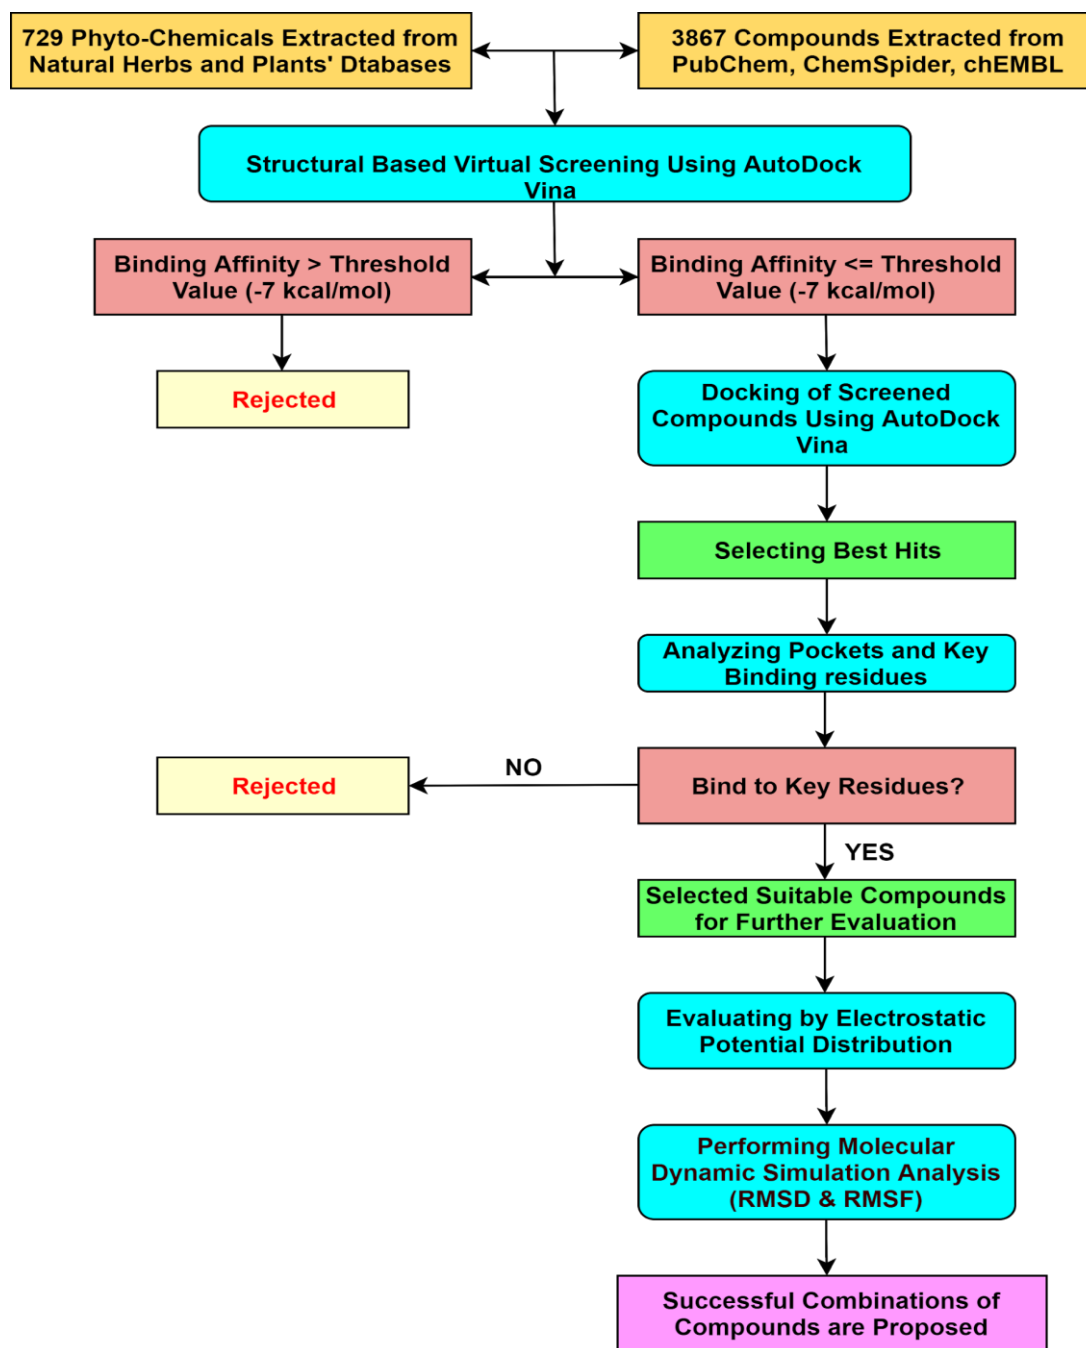 729 Phyto-Chemicals Extracted from
Natural Herbs and Plants' Dtabases
3867 Compounds Extracted from
PubChem, ChemSpider, chEMBL
Structural Based Virtual Screening Using AutoDock
Vina
Binding Affinity > Threshold
Value (-7 kcal/mol)
Binding Affinity <= Threshold
Value (-7 kcal/mol)
Rejected
Docking of Screened
Compounds Using AutoDock
Vina
Selecting Best Hits
Analyzing Pockets and Key
Binding residues
Rejected
NO
Bind to Key Residues?
YES
Selected Suitable Compounds
for Further Evaluation
Evaluating by Electrostatic
Potential Distribution
Performing Molecular
Dynamic Simulation Analysis
(RMSD & RMSF)
Successful Combinations of
Compounds are Proposed